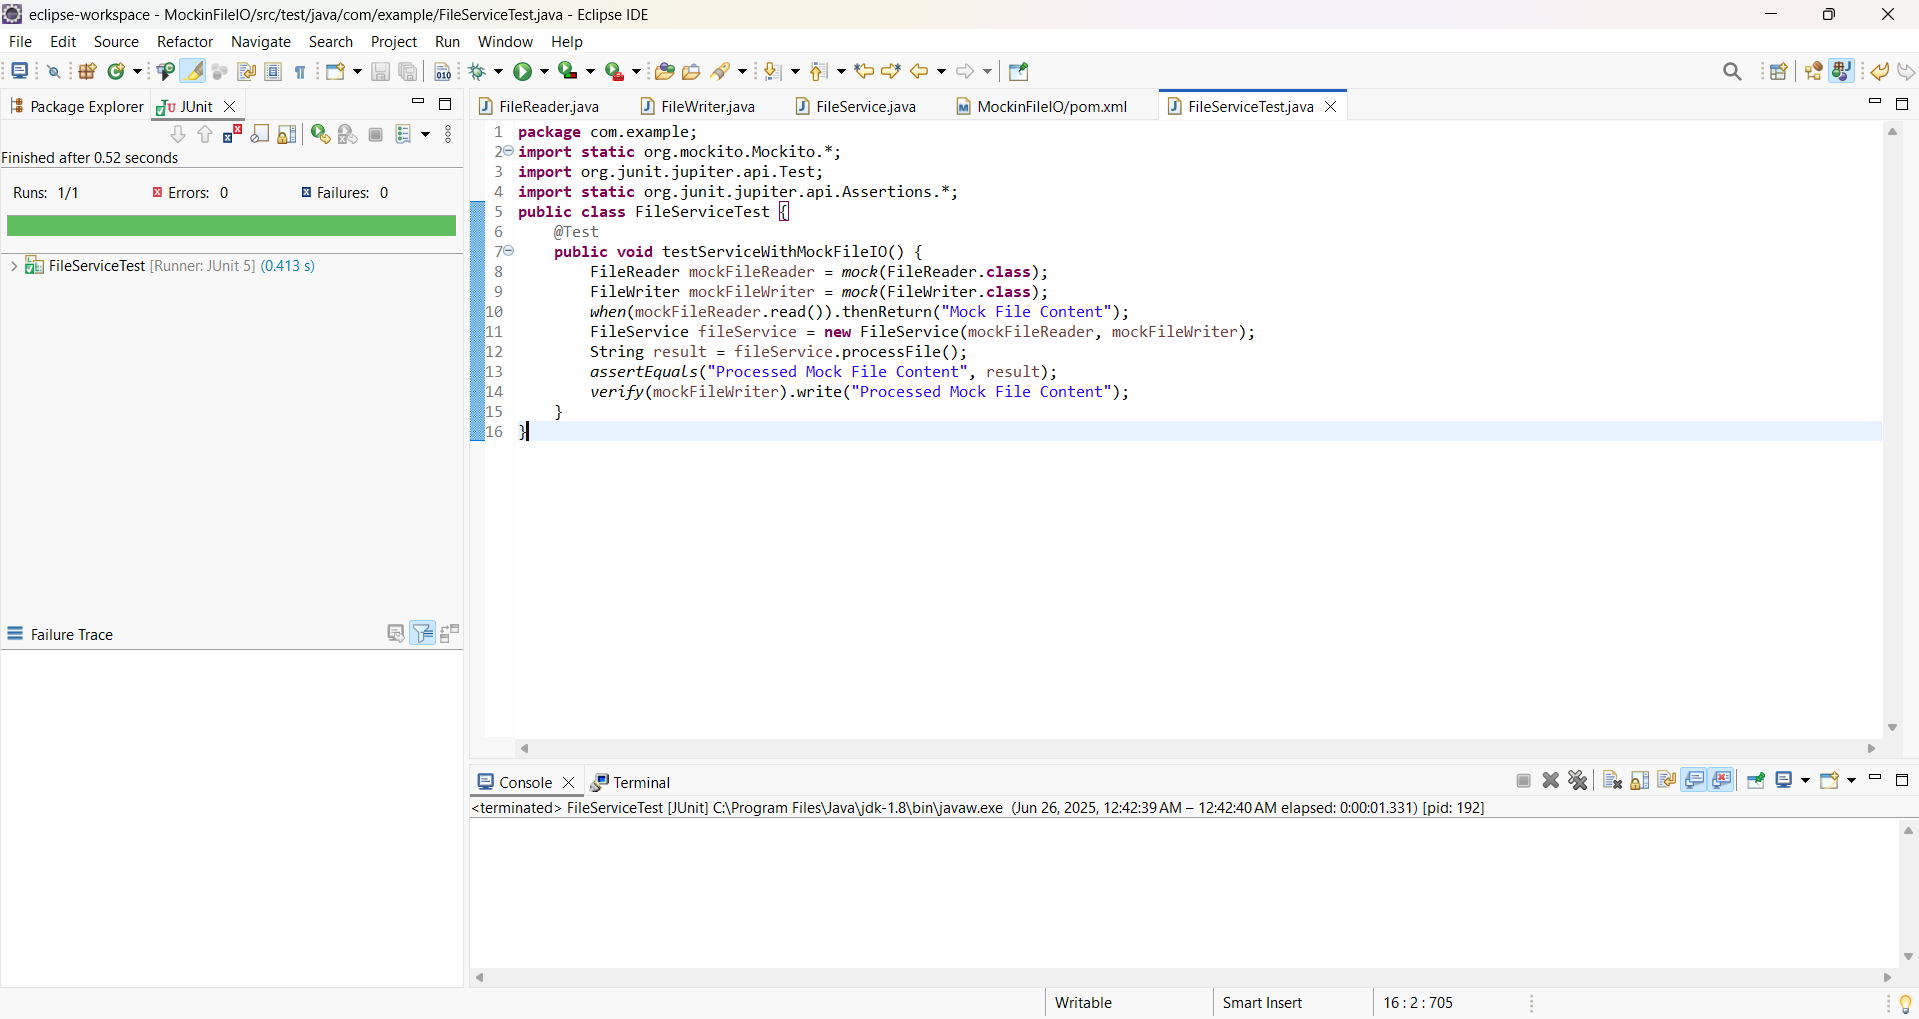 eclipse-workspace - MockinFileIO/src/test/java/com/example/FileServiceTest.java - Eclipse IDE
File Edit Source Refactor Navigate Search Project Run Window Help
Package Explorer JUnit
Finished after 0.52 seconds
Runs: 1/1 Errors: 0 Failures: 0
FileServiceTest [Runner: JUnit 5] (0.413 s)
Failure Trace
FileReader.java FileWriter.java FileService.java MockinFileIO/pom.xml FileServiceTest.java
1 package com.example;
2 import static org.mockito.Mockito.*;
3 import org.junit.jupiter.api.Test;
4 import static org.junit.jupiter.api.Assertions.*;
5 public class FileServiceTest {
6     @Test
7     public void testServiceWithMockFileIO() {
8         FileReader mockFileReader = mock(FileReader.class);
9         FileWriter mockFileWriter = mock(FileWriter.class);
10         when(mockFileReader.read()).thenReturn("Mock File Content");
11         FileService fileService = new FileService(mockFileReader, mockFileWriter);
12         String result = fileService.processFile();
13         assertEquals("Processed Mock File Content", result);
14         verify(mockFileWriter).write("Processed Mock File Content");
15     }
16 }
Console Terminal
<terminated> FileServiceTest [JUnit] C:\Program Files\Java\jdk-1.8\bin\javaw.exe (Jun 26, 2025, 12:42:39 AM – 12:42:40 AM elapsed: 0:00:01.331) [pid: 192]
Writable Smart Insert 16 : 2 : 705